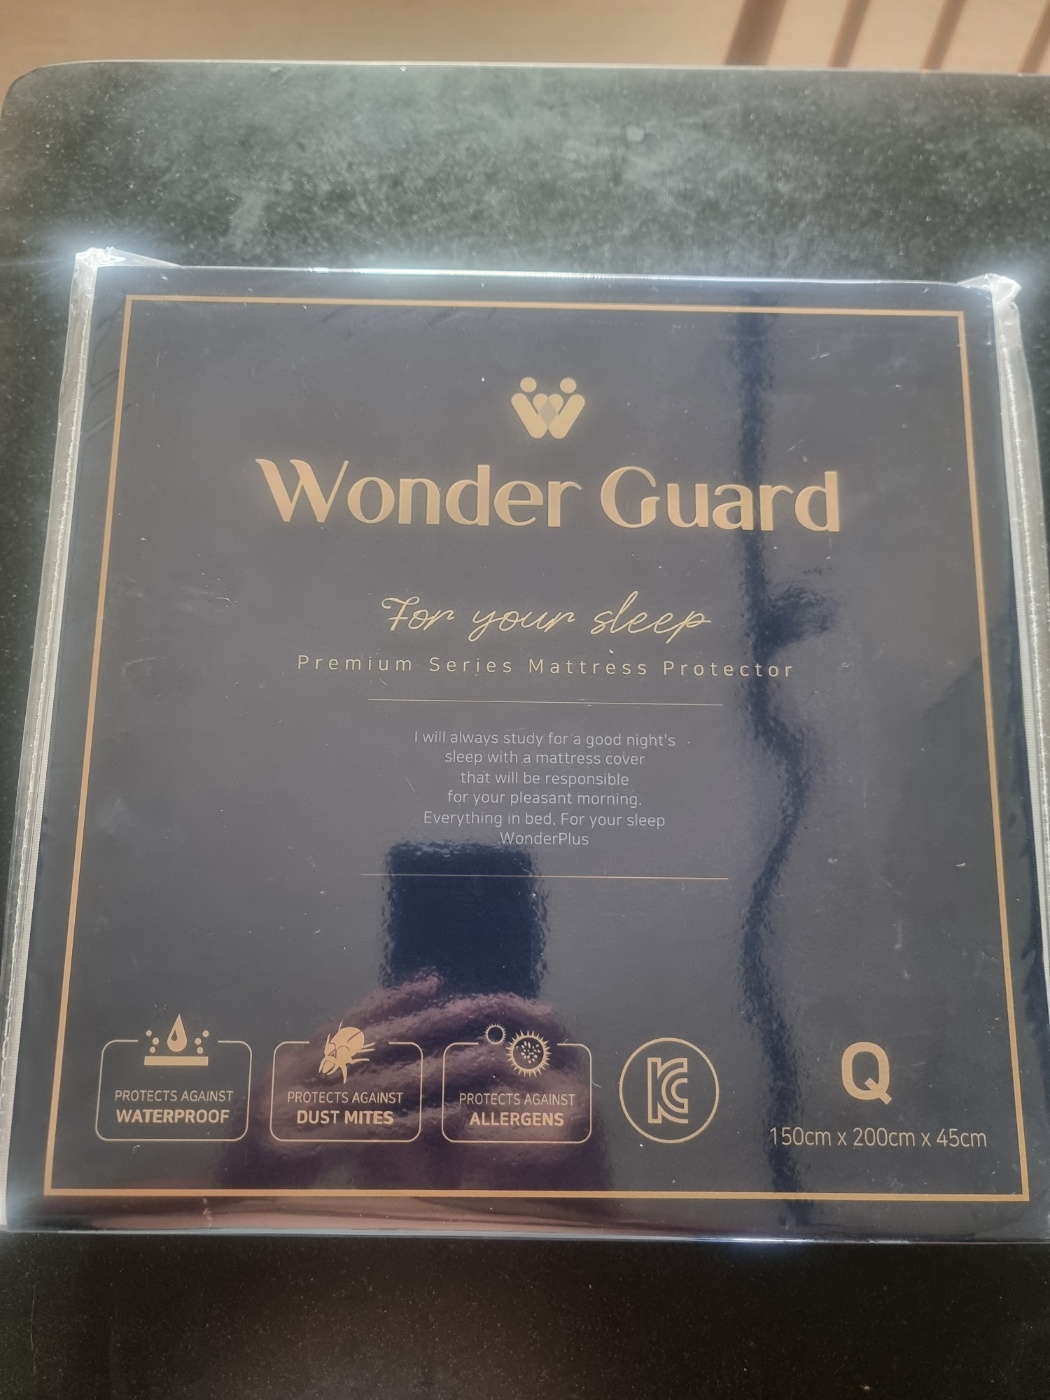 Wonder Guard
For your sleep
Premium Series Mattress Protector
I will always study for a good night's
sleep with a mattress cover
that will be responsible
for your pleasant morning.
Everything in bed. For your sleep
WonderPlus
PROTECTS AGAINST
WATERPROOF
PROTECTS AGAINST
DUST MITES
PROTECTS AGAINST
ALLERGENS
KC
Q
150cm x 200cm x 45cm